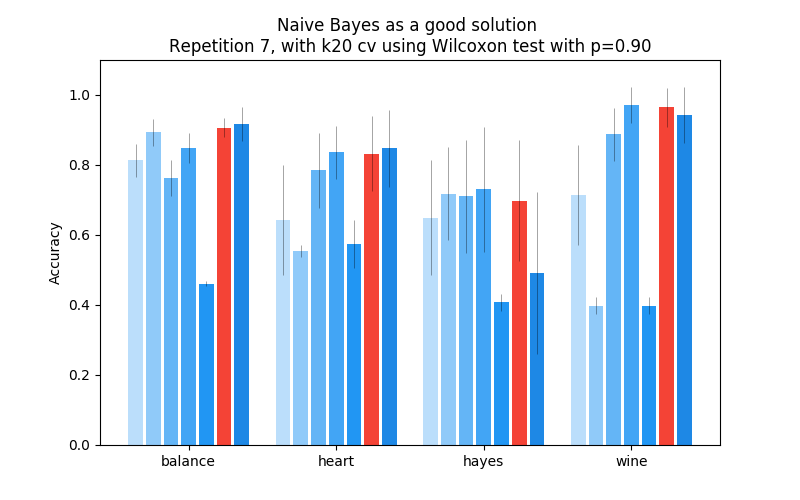 Naive Bayes as a good solution
Repetition 7, with k20 cv using Wilcoxon test with p=0.90
1.0
0.8
0.6
0.4
0.2
0.0
Accuracy
balance heart hayes wine